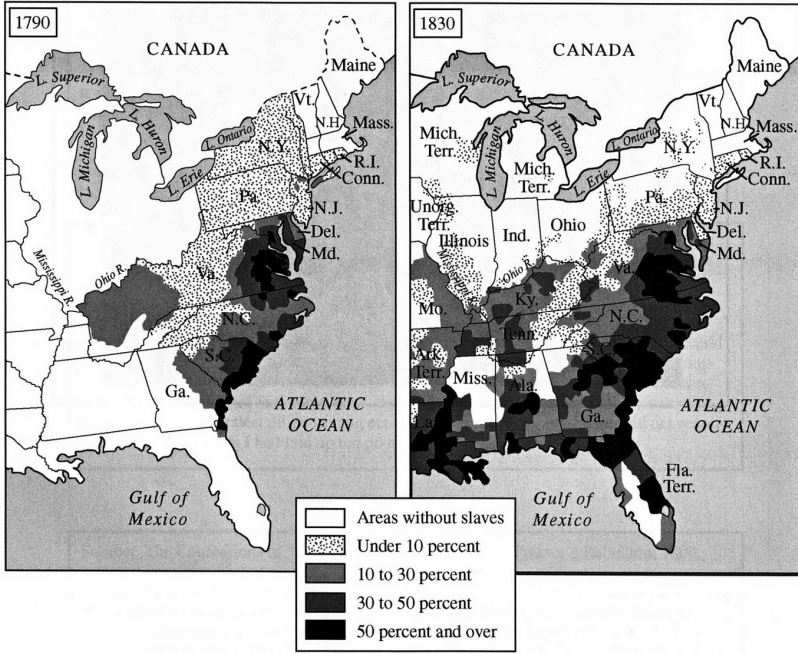 1790
CANADA
L. Superior
L. Michigan
L. Huron
L. Ontario
L. Erie
Maine
Vt.
N.H.
Mass.
R.I.
Conn.
N.Y.
Pa.
N.J.
Del.
Md.
Va.
Mississippi R.
Ohio R.
N.C.
S.C.
Ga.
ATLANTIC
OCEAN
Gulf of
Mexico
1830
CANADA
L. Superior
L. Michigan
L. Huron
L. Ontario
L. Erie
Maine
Vt.
N.H.
Mass.
R.I.
Conn.
N.Y.
Mich.
Terr.
Mich.
Terr.
Pa.
N.J.
Del.
Md.
Unorg.
Terr.
Illinois
Ind.
Ohio
Mississippi R.
Ohio R.
Va.
Mo.
Ky.
N.C.
Tenn.
Ark.
Terr.
S.C.
Miss.
Ala.
Ga.
La.
ATLANTIC
OCEAN
Fla.
Terr.
Gulf of
Mexico
Areas without slaves
Under 10 percent
10 to 30 percent
30 to 50 percent
50 percent and over